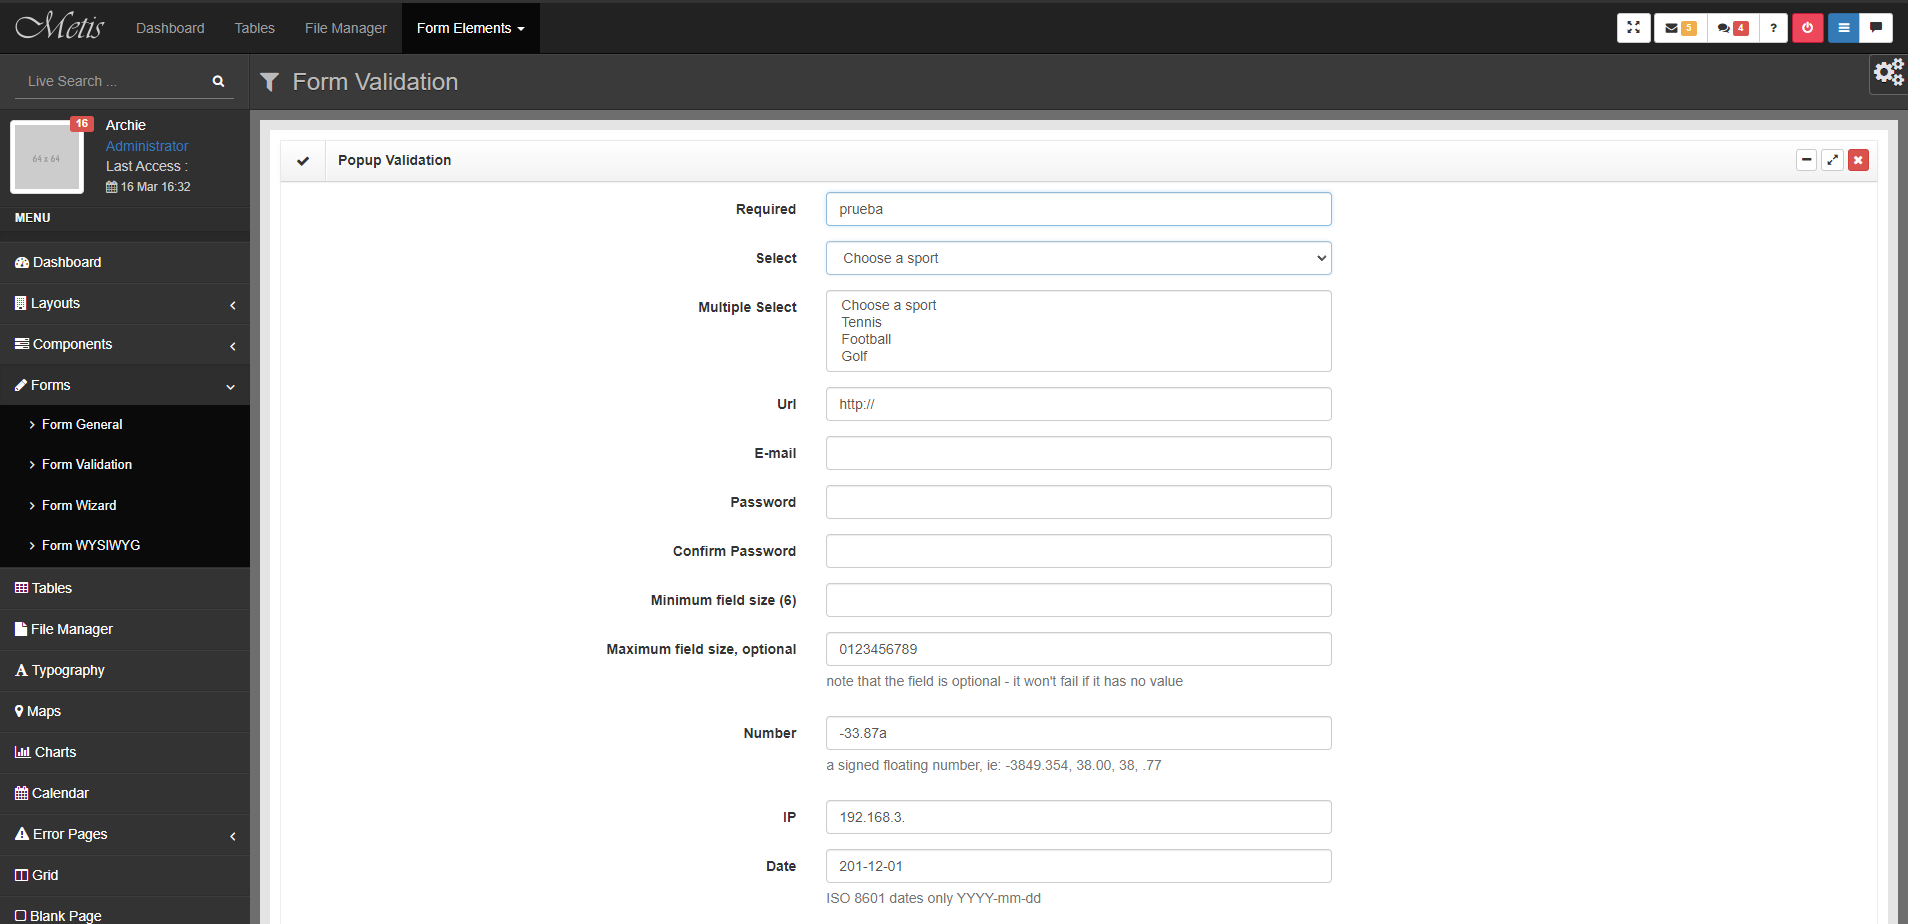 Metis
Dashboard
Tables
File Manager
Form Elements
5
4
?
Live Search ...
Form Validation
16
64 x 64
Archie
Administrator
Last Access :
16 Mar 16:32
MENU
Dashboard
Layouts
Components
Forms
Form General
Form Validation
Form Wizard
Form WYSIWYG
Tables
File Manager
Typography
Maps
Charts
Calendar
Error Pages
Grid
Blank Page
Popup Validation
Required
prueba
Select
Choose a sport
Multiple Select
Choose a sport
Tennis
Football
Golf
Url
http://
E-mail
Password
Confirm Password
Minimum field size (6)
Maximum field size, optional
0123456789
note that the field is optional - it won't fail if it has no value
Number
-33.87a
a signed floating number, ie: -3849.354, 38.00, 38, .77
IP
192.168.3.
Date
201-12-01
ISO 8601 dates only YYYY-mm-dd